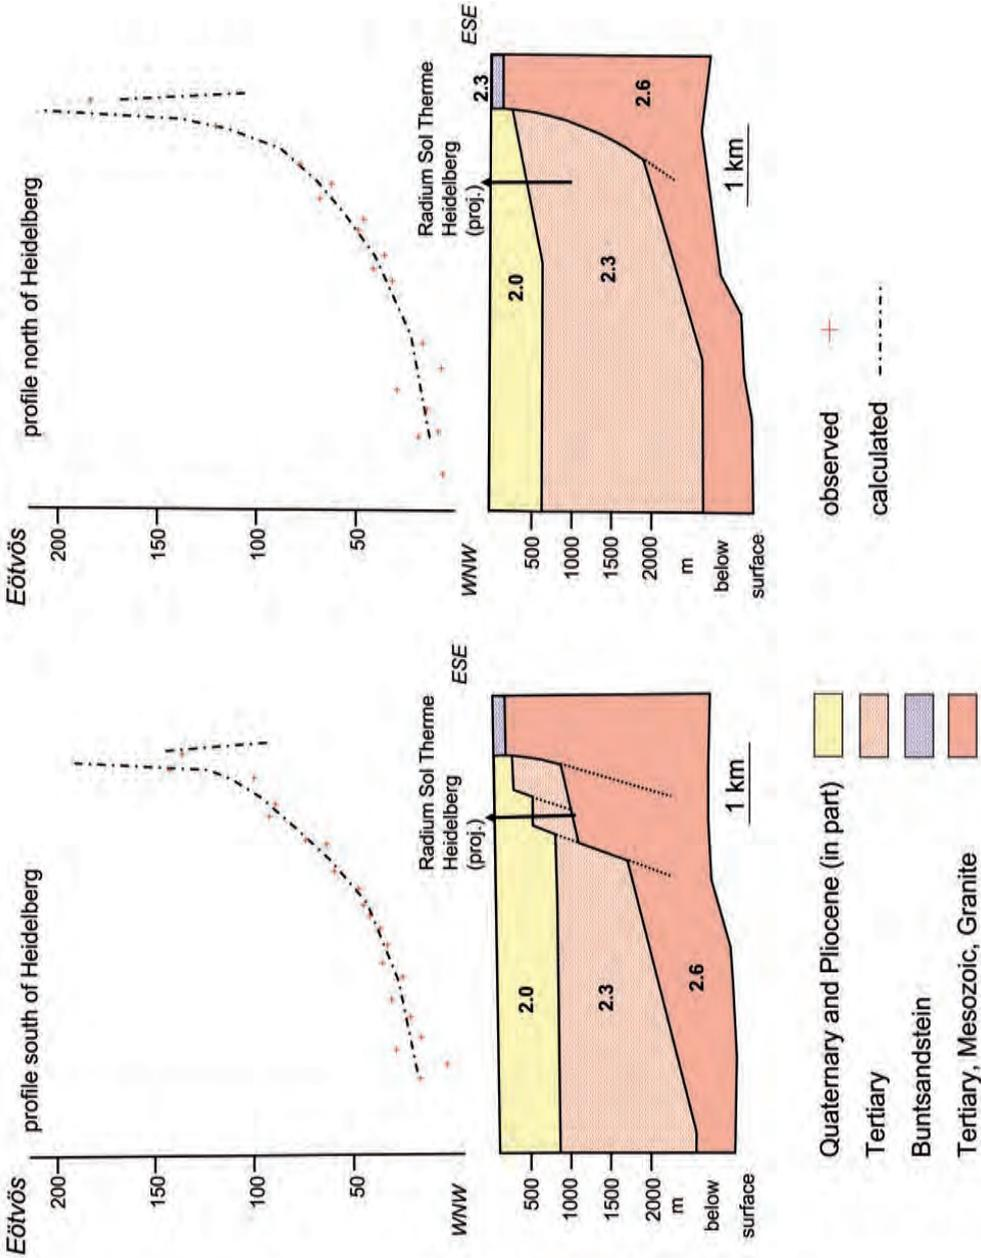 profile south of Heidelberg
Eötvös
200
150
100
50
WNW
ESE
Radium Sol Therme
Heidelberg
(proj.)
2.0
2.3
2.6
500
1000
1500
2000
m
below
surface
1 km
profile north of Heidelberg
Eötvös
200
150
100
50
WNW
ESE
Radium Sol Therme
Heidelberg
(proj.)
2.3
2.0
2.3
2.6
500
1000
1500
2000
m
below
surface
1 km
Quaternary and Pliocene (in part)
Tertiary
Buntsandstein
Tertiary, Mesozoic, Granite
observed
calculated